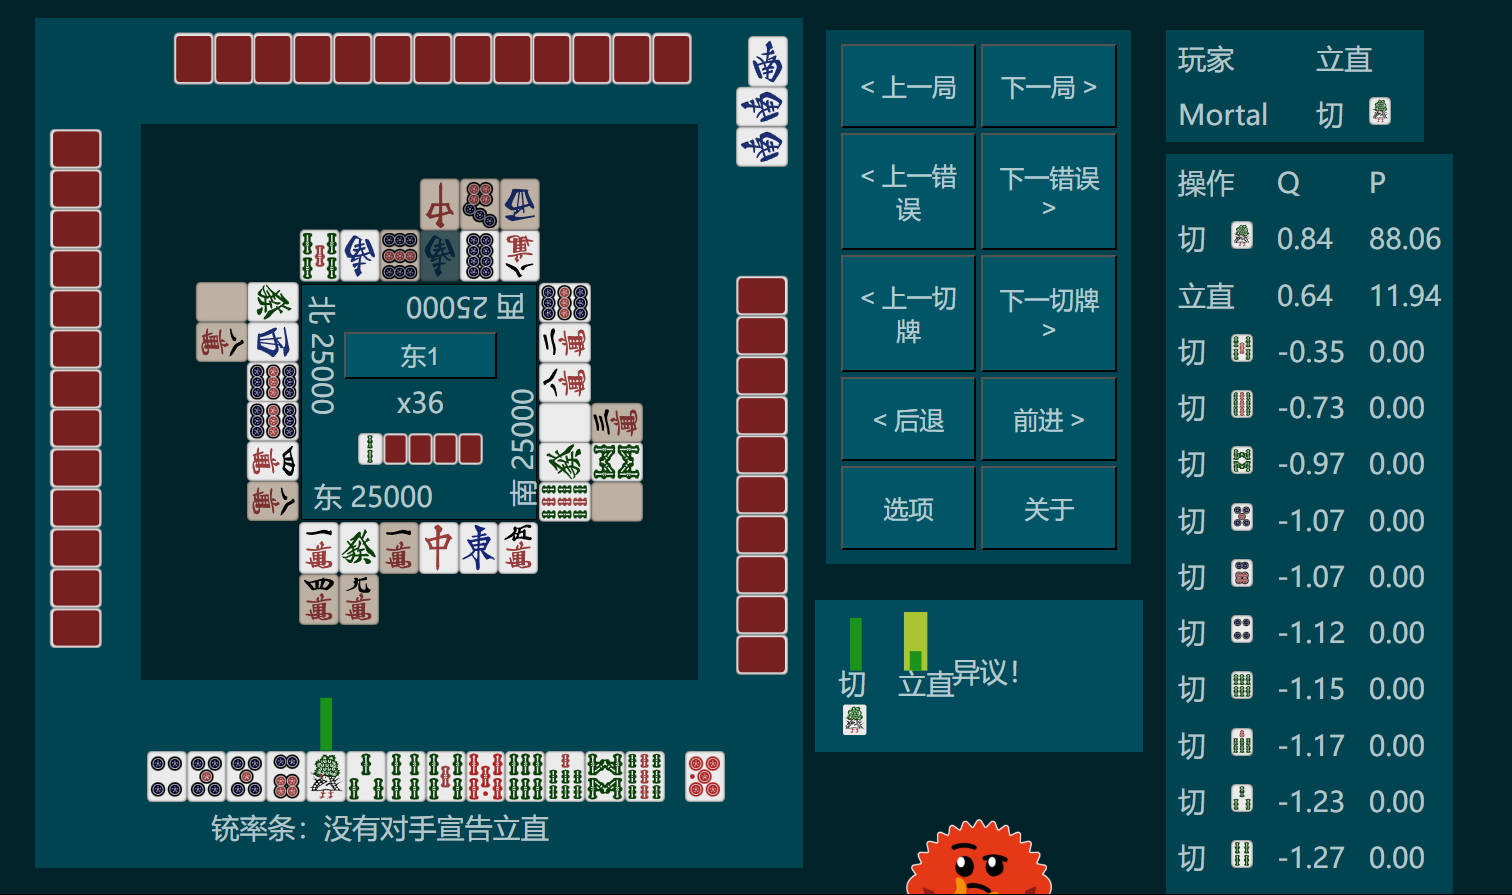 北 25000
西 25000
东1
x36
南 25000
东 25000
铳率条：没有对手宣告立直
< 上一局
下一局 >
< 上一错误
下一错误 >
< 上一切牌
下一切牌 >
< 后退
前进 >
选项
关于
切
立直
异议！
玩家 立直
Mortal 切
操作 Q P
切 0.84 88.06
立直 0.64 11.94
切 -0.35 0.00
切 -0.73 0.00
切 -0.97 0.00
切 -1.07 0.00
切 -1.07 0.00
切 -1.12 0.00
切 -1.15 0.00
切 -1.17 0.00
切 -1.23 0.00
切 -1.27 0.00